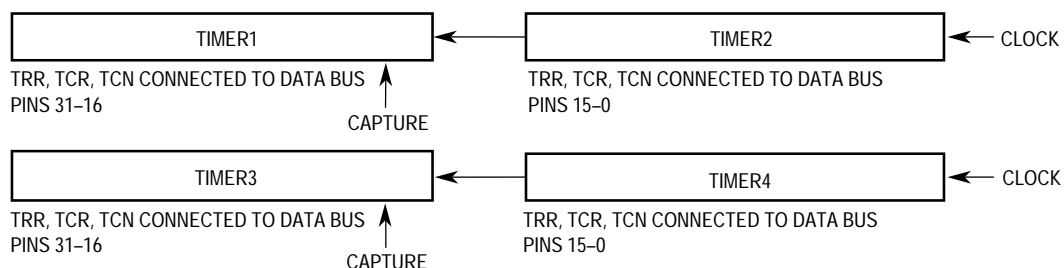 TIMER1
TIMER2
CLOCK
TRR, TCR, TCN CONNECTED TO DATA BUS
PINS 31–16
TRR, TCR, TCN CONNECTED TO DATA BUS
PINS 15–0
CAPTURE
TIMER3
TIMER4
CLOCK
TRR, TCR, TCN CONNECTED TO DATA BUS
PINS 31–16
TRR, TCR, TCN CONNECTED TO DATA BUS
PINS 15–0
CAPTURE